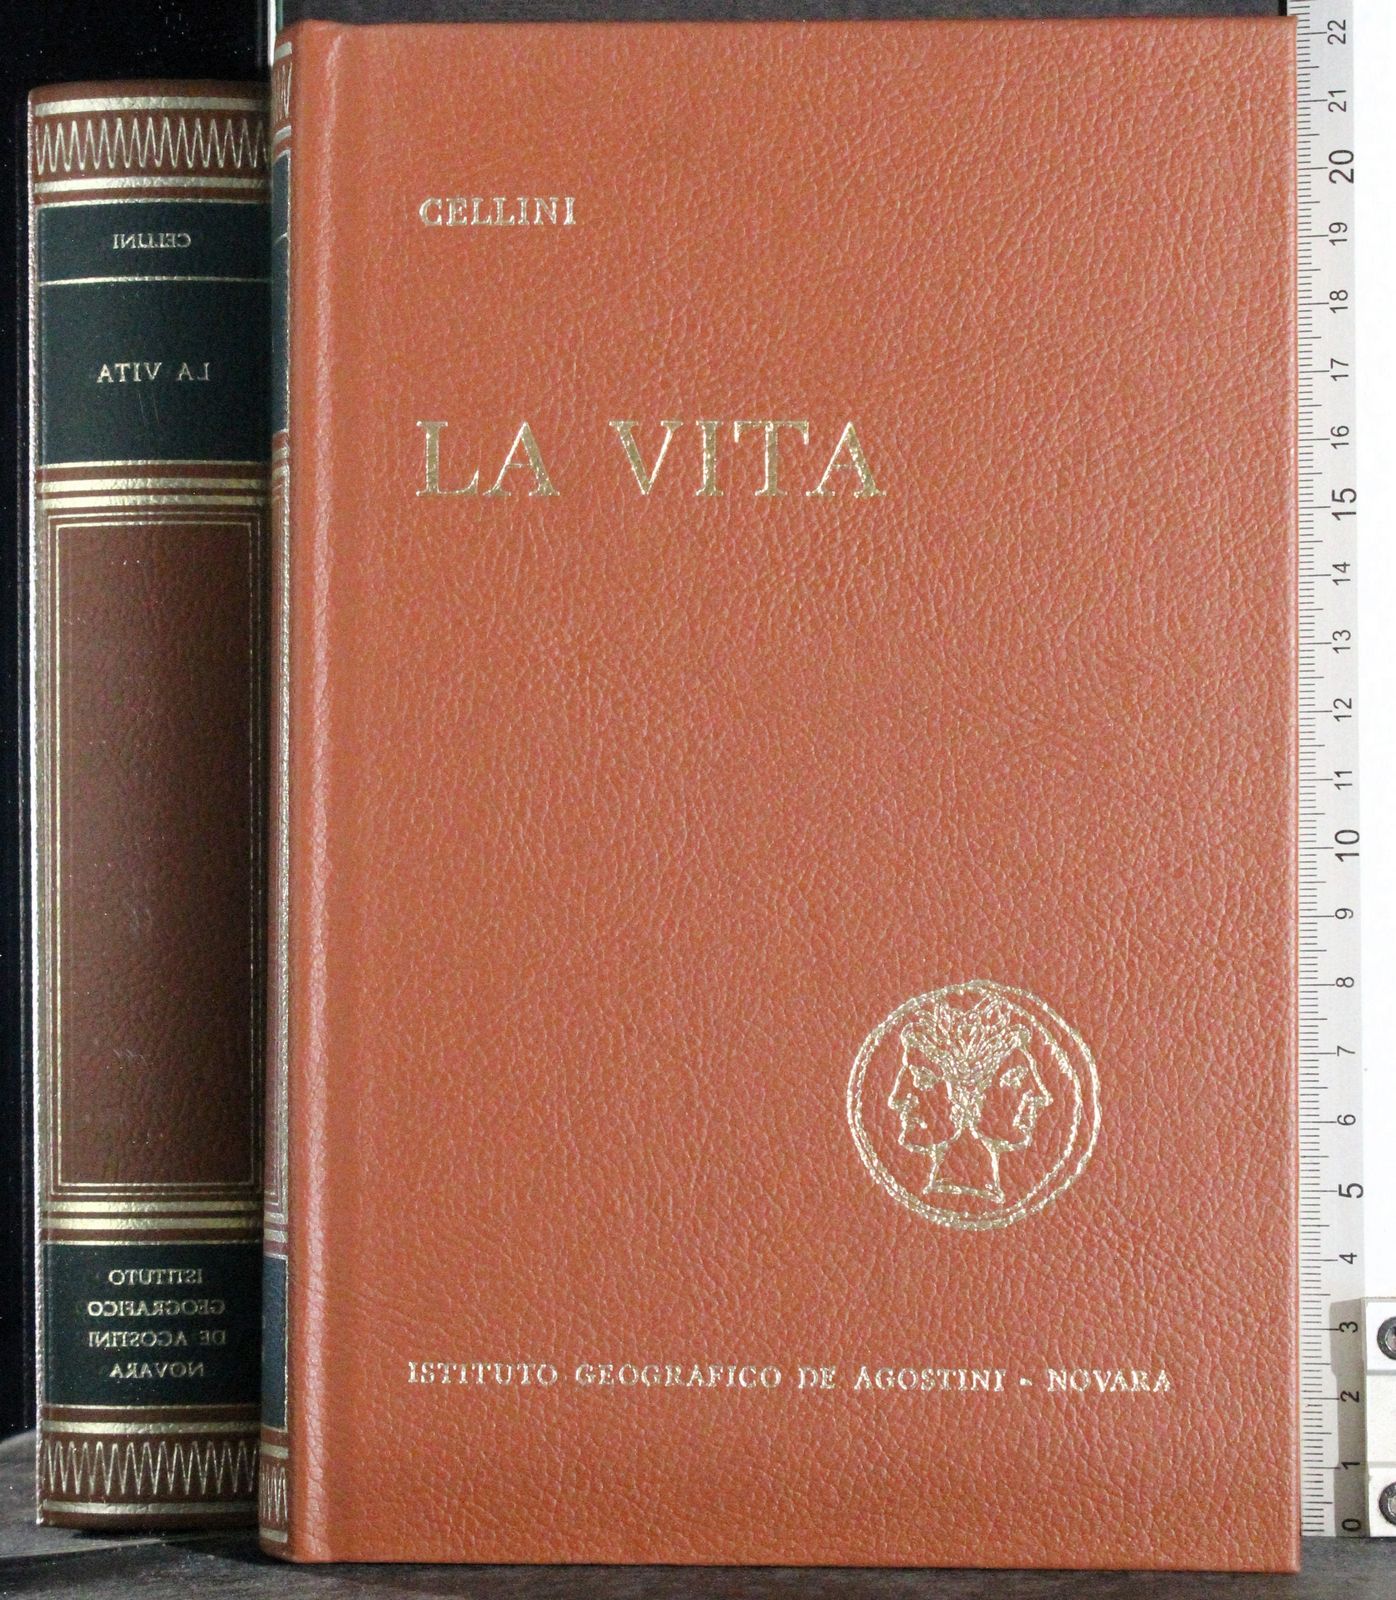 CELLINI
LA VITA
ISTITUTO GEOGRAFICO DE AGOSTINI - NOVARA
CELLINI
LA VITA
ISTITUTO
GEOGRAFICO
DE AGOSTINI
NOVARA
22
21
20
19
18
17
16
15
14
13
12
11
10
9
8
7
6
5
4
3
2
1
0